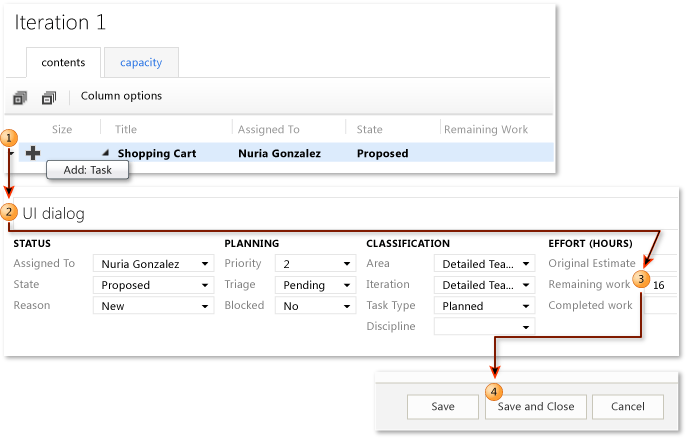 Iteration 1
contents capacity
Column options
Size Title Assigned To State Remaining Work
1
Shopping Cart Nuria Gonzalez Proposed
Add: Task
2 UI dialog
STATUS PLANNING CLASSIFICATION EFFORT (HOURS)
Assigned To Nuria Gonzalez Priority 2 Area Detailed Tea... Original Estimate
State Proposed Triage Pending Iteration Detailed Tea... Remaining work 3 16
Reason New Blocked No Task Type Planned Completed work
Discipline
4
Save Save and Close Cancel